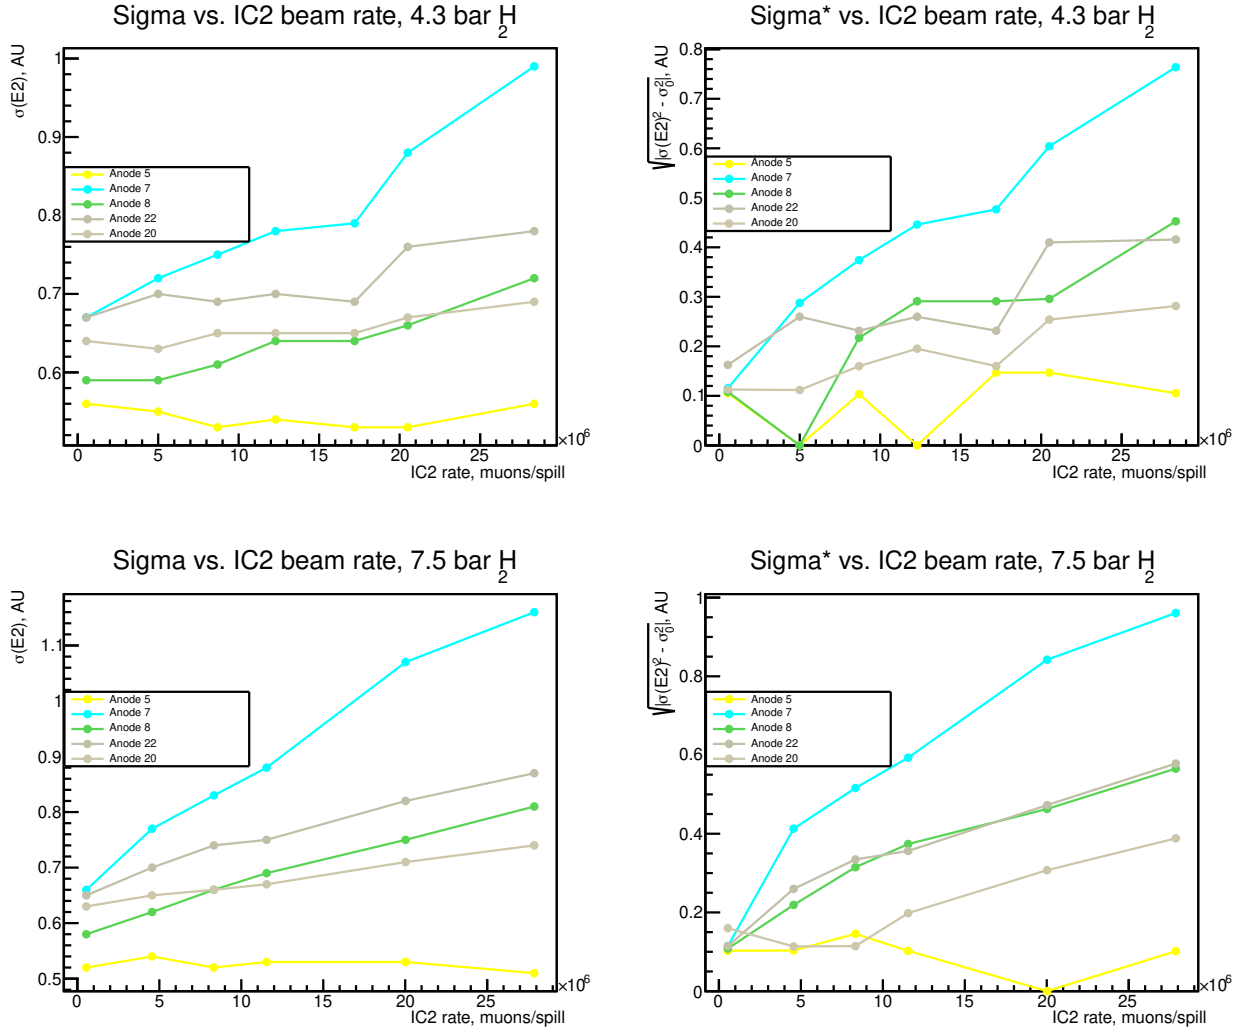 Sigma vs. IC2 beam rate, 4.3 bar H2
σ(E2), AU
1
0.9
0.8
0.7
0.6
Anode 5
Anode 7
Anode 8
Anode 22
Anode 20
0 5 10 15 20 25
×10^6
IC2 rate, muons/spill
Sigma* vs. IC2 beam rate, 4.3 bar H2
√|σ(E2)² - σ₀²|, AU
0.8
0.7
0.6
0.5
0.4
0.3
0.2
0.1
0
Anode 5
Anode 7
Anode 8
Anode 22
Anode 20
0 5 10 15 20 25
×10^6
IC2 rate, muons/spill
Sigma vs. IC2 beam rate, 7.5 bar H2
σ(E2), AU
1.1
1
0.9
0.8
0.7
0.6
0.5
Anode 5
Anode 7
Anode 8
Anode 22
Anode 20
0 5 10 15 20 25
×10^6
IC2 rate, muons/spill
Sigma* vs. IC2 beam rate, 7.5 bar H2
√|σ(E2)² - σ₀²|, AU
1
0.8
0.6
0.4
0.2
0
Anode 5
Anode 7
Anode 8
Anode 22
Anode 20
0 5 10 15 20 25
×10^6
IC2 rate, muons/spill